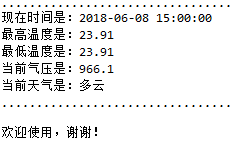 .................................
现在时间是：2018-06-08 15:00:00
最高温度是：23.91
最低温度是：23.91
当前气压是：966.1
当前天气是：多云
.................................
欢迎使用，谢谢！